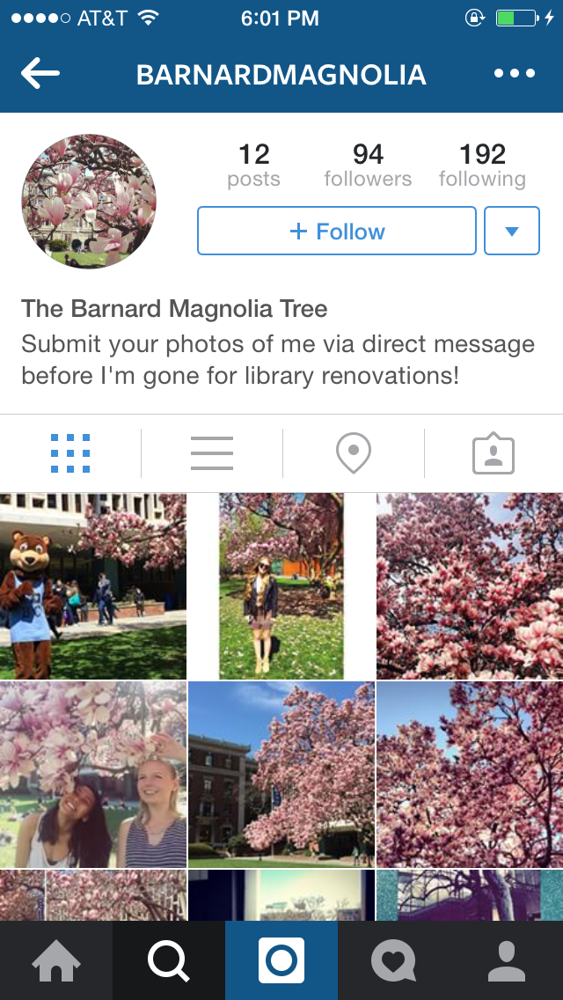 AT&T 6:01 PM
BARNARDMAGNOLIA
12 94 192
posts followers following
+ Follow
The Barnard Magnolia Tree
Submit your photos of me via direct message
before I'm gone for library renovations!